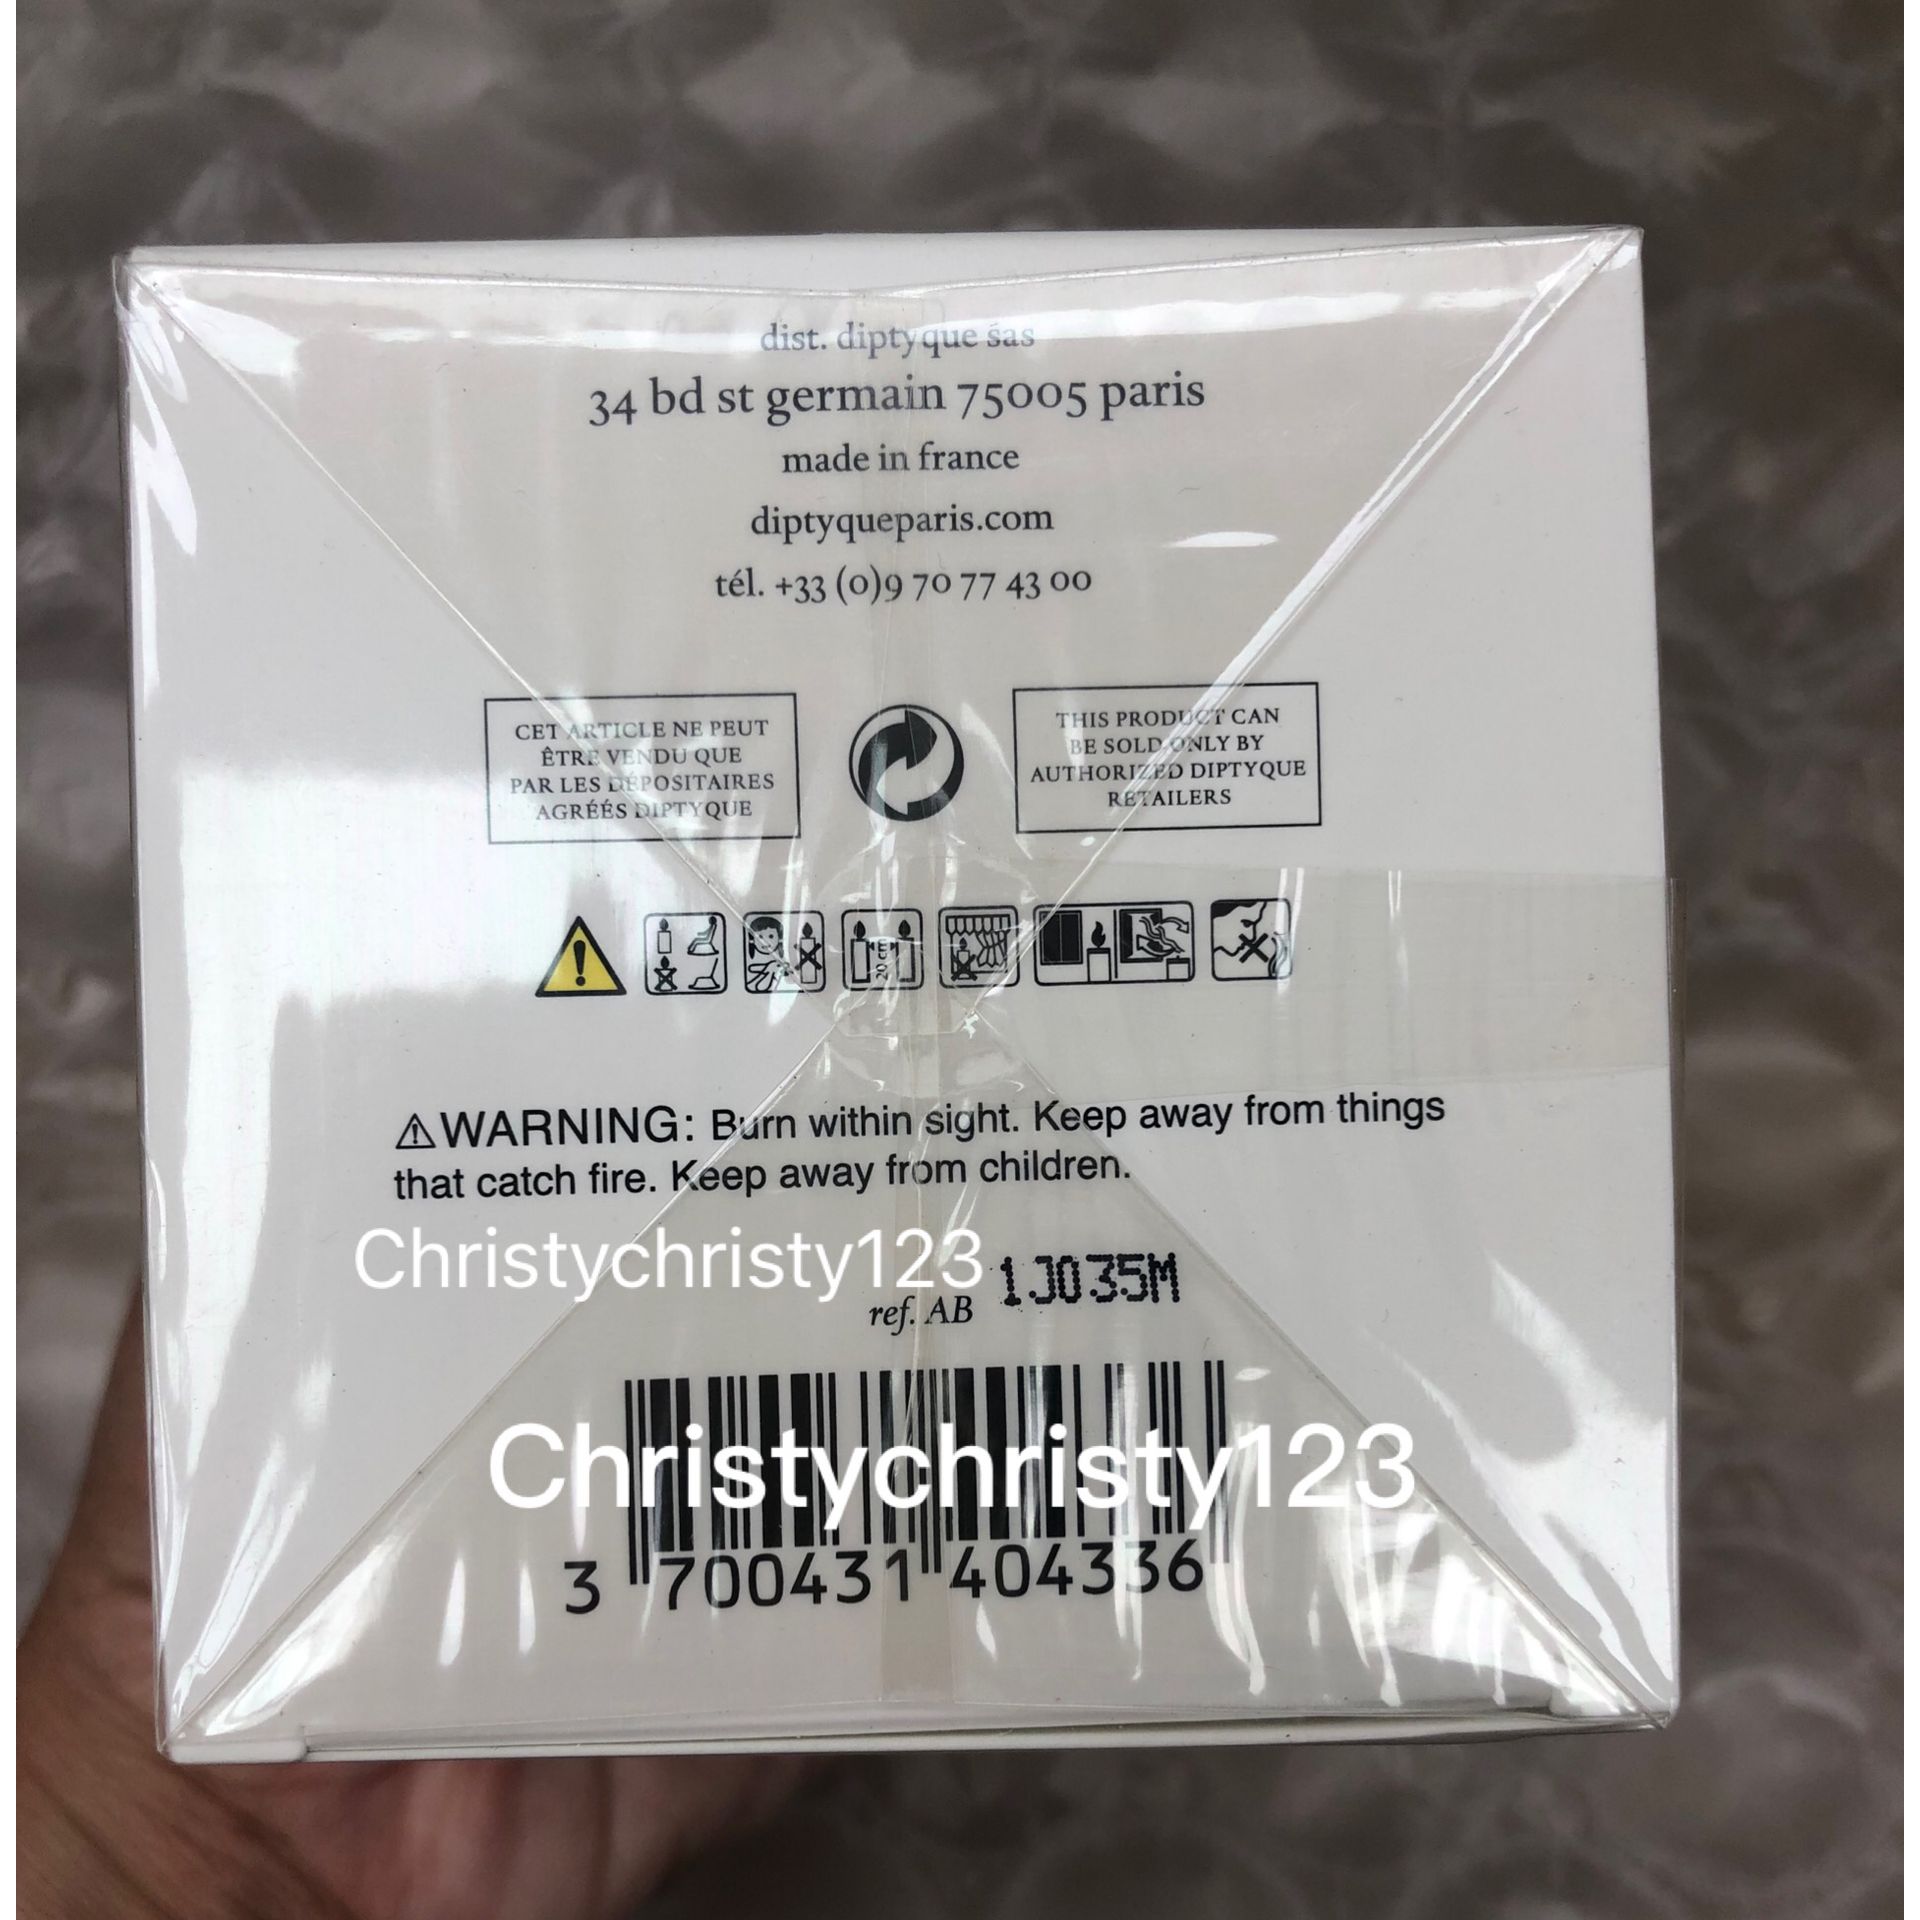 dist. diptyque sas
34 bd st germain 75005 paris
made in france
diptyqueparis.com
tél. +33 (0)9 70 77 43 00
CET ARTICLE NE PEUT
ÊTRE VENDU QUE
PAR LES DÉPOSITAIRES
AGRÉÉS DIPTYQUE
THIS PRODUCT CAN
BE SOLD ONLY BY
AUTHORIZED DIPTYQUE
RETAILERS
20 cm
⚠WARNING: Burn within sight. Keep away from things
that catch fire. Keep away from children.
Christychristy123
1J035M
ref. AB
Christychristy123
3 700431 404336